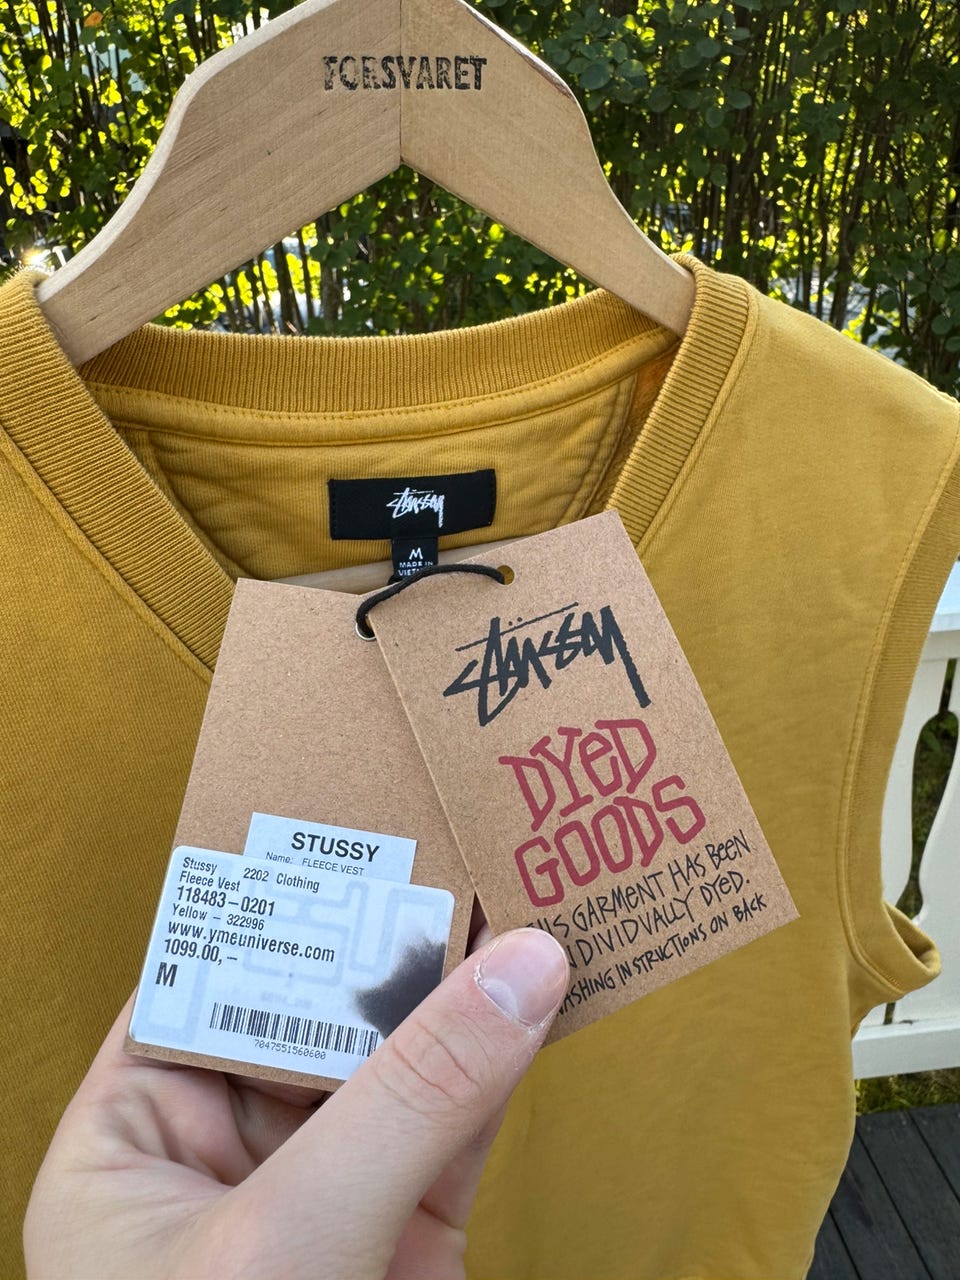 FORSVARET
Stüssy
M
MADE IN
Stüssy
DYED
GOODS
GARMENT HAS BEEN
INDIVIDVALLY DYED.
WASHING INSTRUCTIONS ON BACK
STUSSY
Name: FLEECE VEST
Stussy 2202 Clothing
Fleece Vest
118483-0201
Yellow - 322996
www.ymeuniverse.com
1099.00,-
M
7047551560600